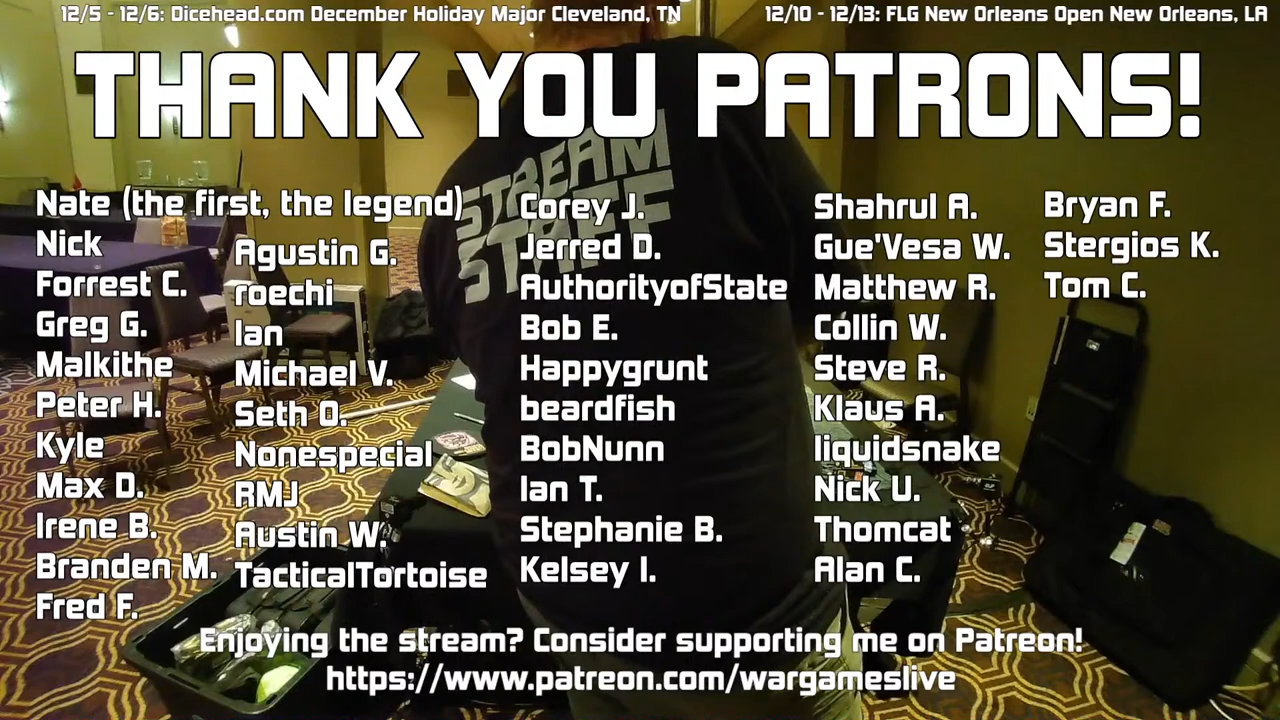 12/5 - 12/6: Dicehead.com December Holiday Major Cleveland, TN
12/10 - 12/13: FLG New Orleans Open New Orleans, LA
THANK YOU PATRONS!
STREAM
STAFF
Nate (the first, the legend)
Nick
Forrest C.
Greg G.
Malkithe
Peter H.
Kyle
Max D.
Irene B.
Branden M.
Fred F.
Agustin G.
roechi
Ian
Michael V.
Seth O.
Nonespecial
RMJ
Austin W.
TacticalTortoise
Corey J.
Jerred D.
AuthorityofState
Bob E.
Happygrunt
beardfish
BobNunn
Ian T.
Stephanie B.
Kelsey I.
Shahrul A.
Gue'Vesa W.
Matthew R.
Collin W.
Steve R.
Klaus A.
liquidsnake
Nick U.
Thomcat
Alan C.
Bryan F.
Stergios K.
Tom C.
Enjoying the stream? Consider supporting me on Patreon!
https://www.patreon.com/wargameslive